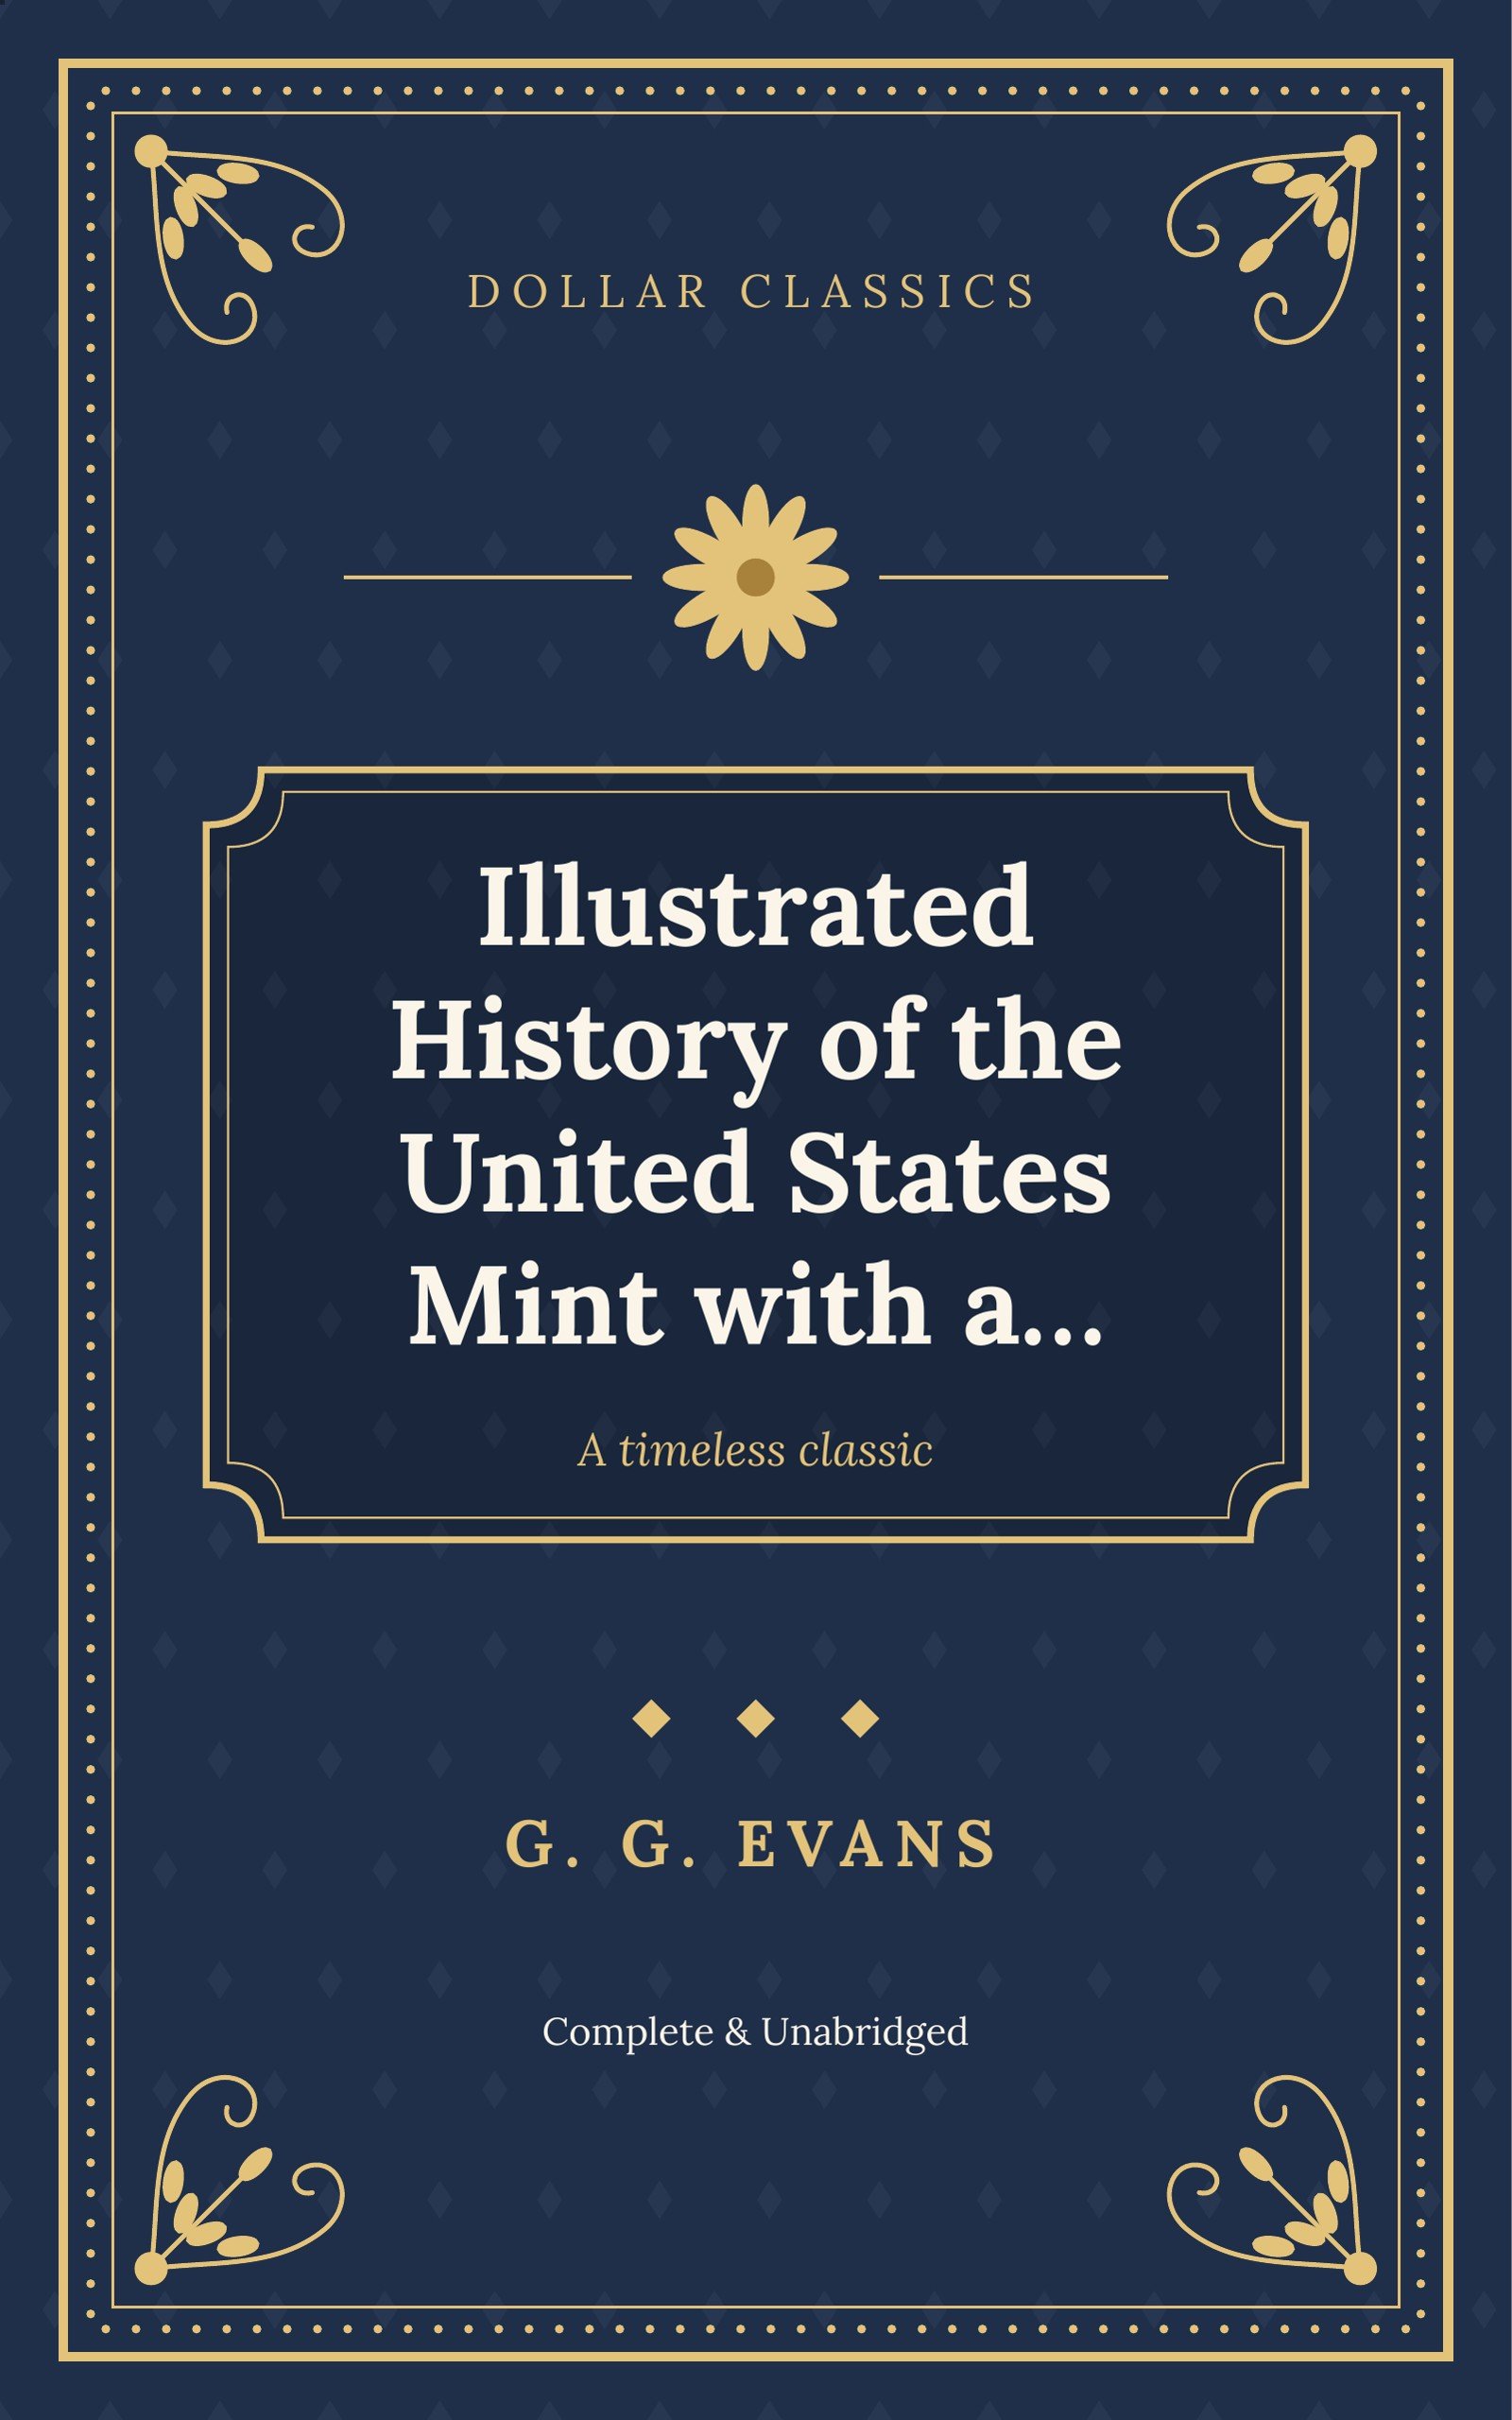 DOLLAR CLASSICS
Illustrated
History of the
United States
Mint with a...
A timeless classic
G. G. EVANS
Complete & Unabridged